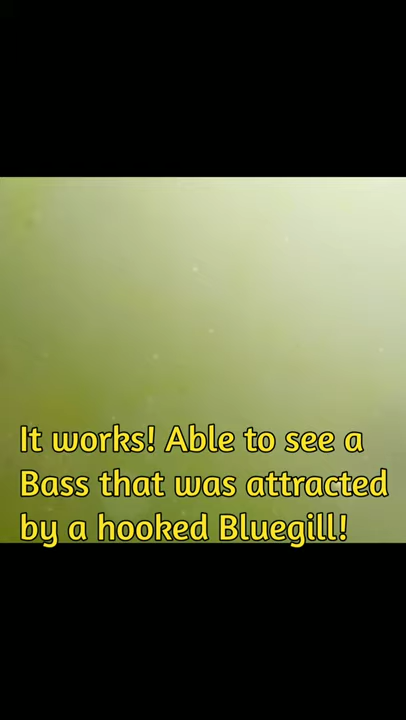 It works! Able to see a
Bass that was attracted
by a hooked Bluegill!